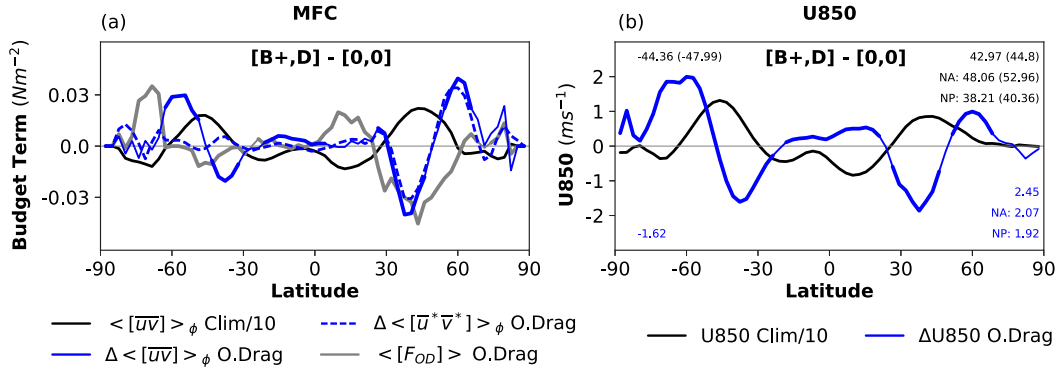 (a)
MFC
[B+,D] - [0,0]
Budget Term (Nm⁻²)
0.03
0.0
-0.03
-90 -60 -30 0 30 60 90
Latitude
< [u̅v̅] >ϕ Clim/10
Δ < [u̅v̅] >ϕ O.Drag
Δ < [u̅* v̅*] >ϕ O.Drag
< [F_OD] > O.Drag
(b)
U850
-44.36 (-47.99)
42.97 (44.8)
[B+,D] - [0,0]
NA: 48.06 (52.96)
NP: 38.21 (40.36)
U850 (ms⁻¹)
2
1
0
-1
-2
2.45
NA: 2.07
-1.62
NP: 1.92
-90 -60 -30 0 30 60 90
Latitude
U850 Clim/10
ΔU850 O.Drag